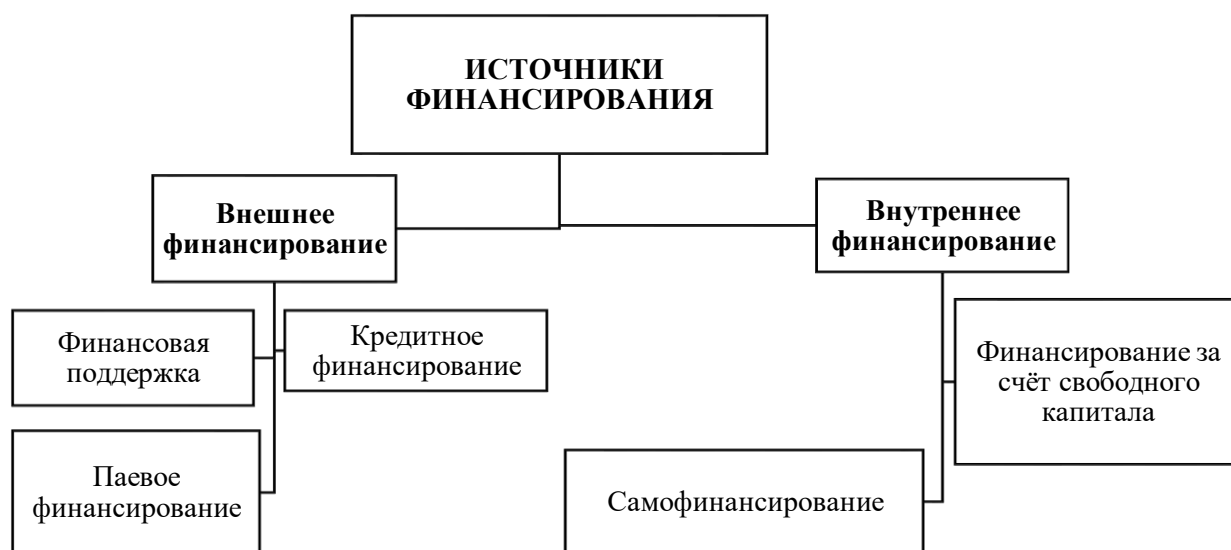 ИСТОЧНИКИ
ФИНАНСИРОВАНИЯ
Внешнее
финансирование
Внутреннее
финансирование
Финансовая
поддержка
Кредитное
финансирование
Финансирование за
счёт свободного
капитала
Паевое
финансирование
Самофинансирование